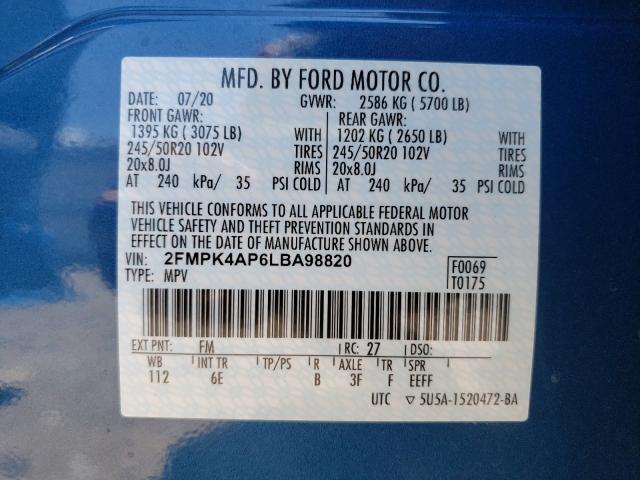 MFD. BY FORD MOTOR CO.
DATE: 07/20 GVWR: 2586 KG ( 5700 LB)
FRONT GAWR: REAR GAWR:
1395 KG ( 3075 LB) WITH 1202 KG ( 2650 LB) WITH
245/50R20 102V TIRES 245/50R20 102V TIRES
20x8.0J RIMS 20x8.0J RIMS
AT 240 kPa/ 35 PSI COLD AT 240 kPa/ 35 PSI COLD
THIS VEHICLE CONFORMS TO ALL APPLICABLE FEDERAL MOTOR
VEHICLE SAFETY AND THEFT PREVENTION STANDARDS IN
EFFECT ON THE DATE OF MANUFACTURE SHOWN ABOVE.
VIN: 2FMPK4AP6LBA98820 F0069
TYPE: MPV T0175
EXT PNT: FM RC: 27 DSO:
WB INT TR TP/PS R AXLE TR SPR
112 6E B 3F F EEFF
UTC ▽ 5U5A-1520472-BA